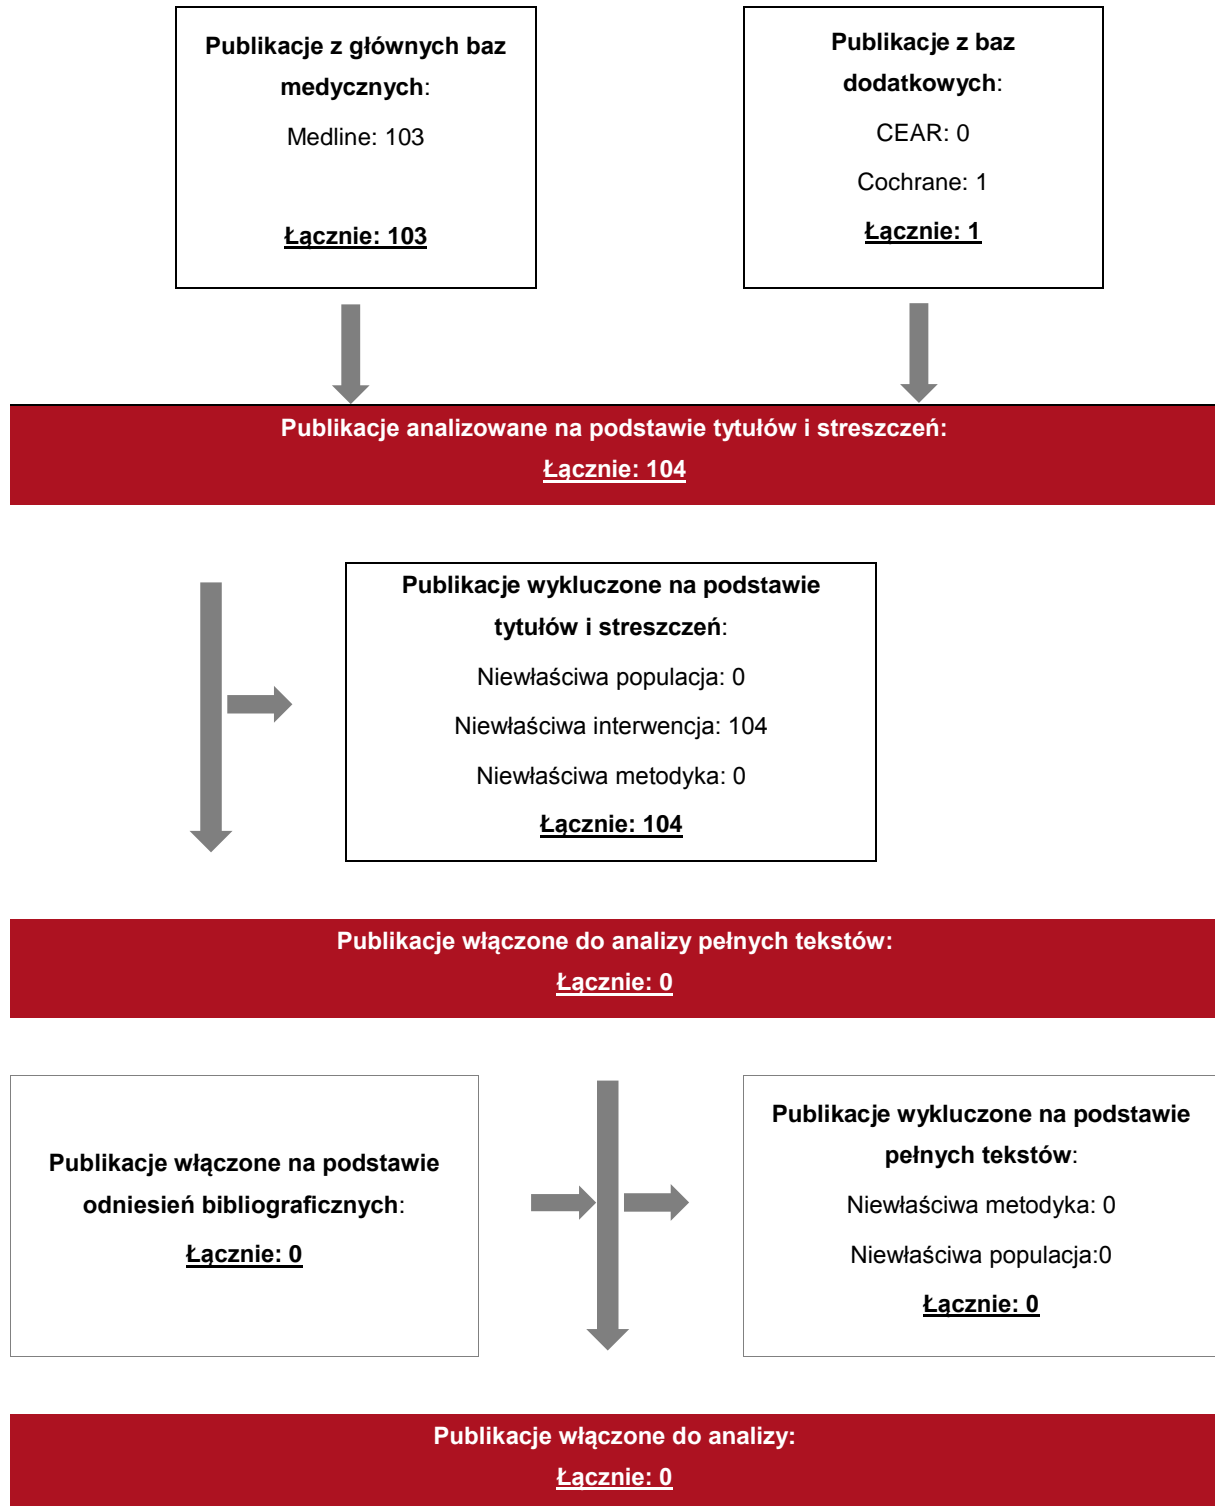 Publikacje z głównych baz
medycznych:
Medline: 103
Łącznie: 103
Publikacje z baz
dodatkowych:
CEAR: 0
Cochrane: 1
Łącznie: 1
Publikacje analizowane na podstawie tytułów i streszczeń:
Łącznie: 104
Publikacje wykluczone na podstawie
tytułów i streszczeń:
Niewłaściwa populacja: 0
Niewłaściwa interwencja: 104
Niewłaściwa metodyka: 0
Łącznie: 104
Publikacje włączone do analizy pełnych tekstów:
Łącznie: 0
Publikacje włączone na podstawie
odniesień bibliograficznych:
Łącznie: 0
Publikacje wykluczone na podstawie
pełnych tekstów:
Niewłaściwa metodyka: 0
Niewłaściwa populacja:0
Łącznie: 0
Publikacje włączone do analizy:
Łącznie: 0